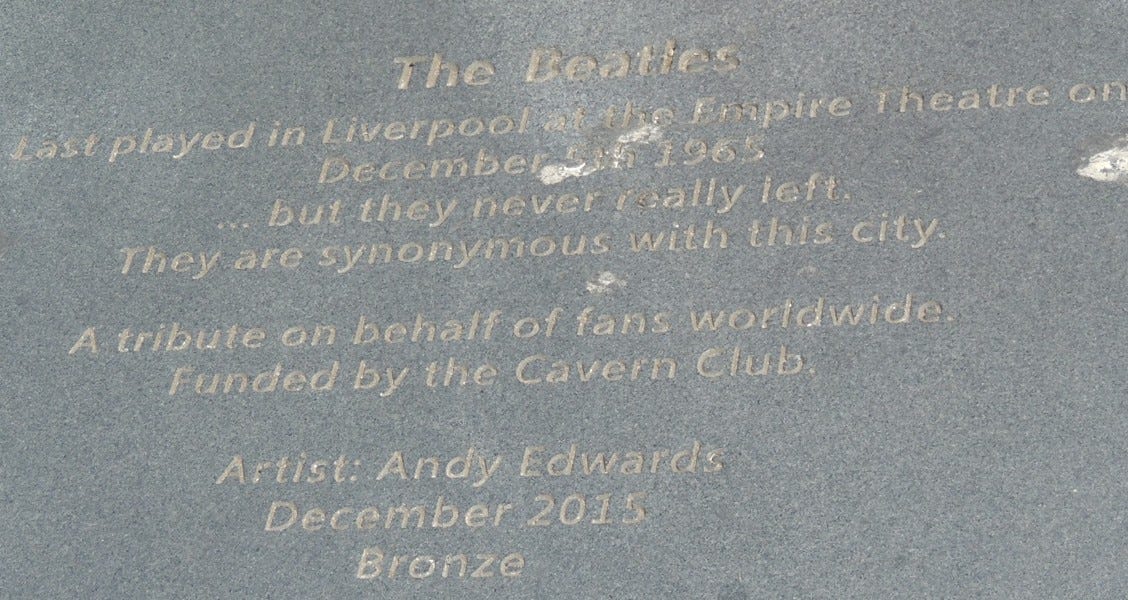 The Beatles
Last played in Liverpool at the Empire Theatre on
December 5th 1965
... but they never really left.
They are synonymous with this city.
A tribute on behalf of fans worldwide.
Funded by the Cavern Club.
Artist: Andy Edwards
December 2015
Bronze